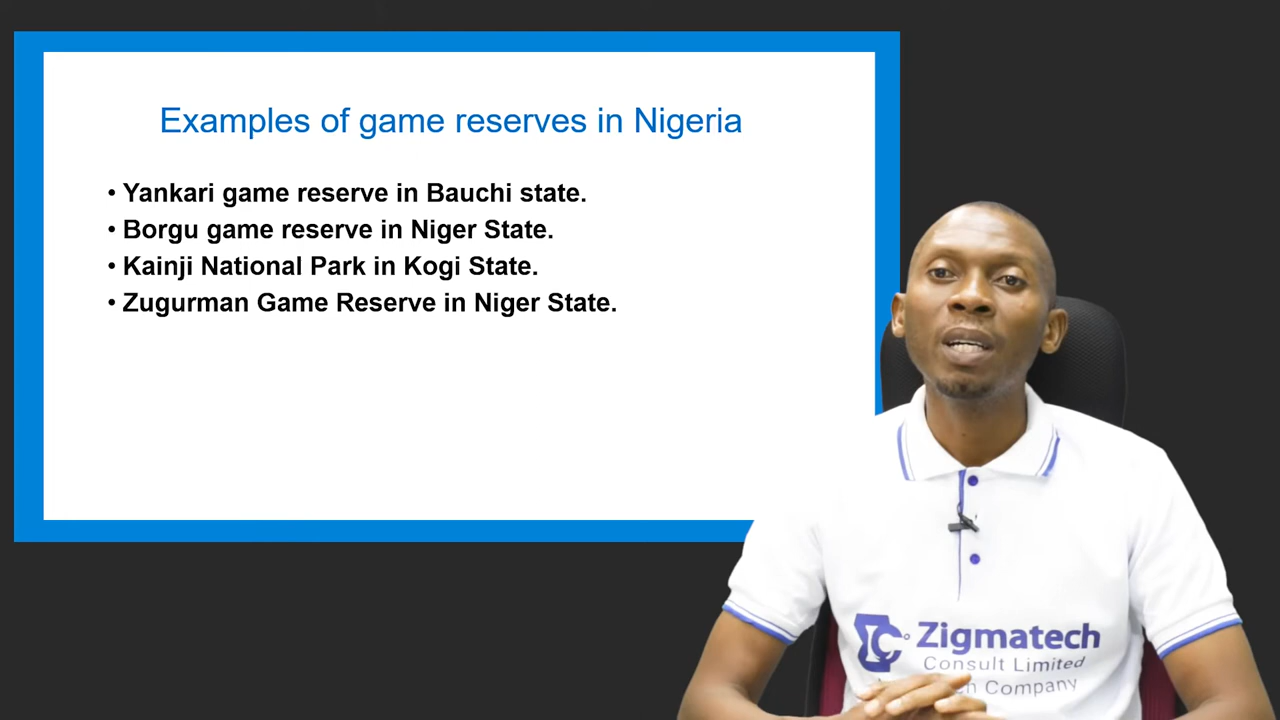 Examples of game reserves in Nigeria
• Yankari game reserve in Bauchi state.
• Borgu game reserve in Niger State.
• Kainji National Park in Kogi State.
• Zugurman Game Reserve in Niger State.
Zigmatech
Consult Limited
Company